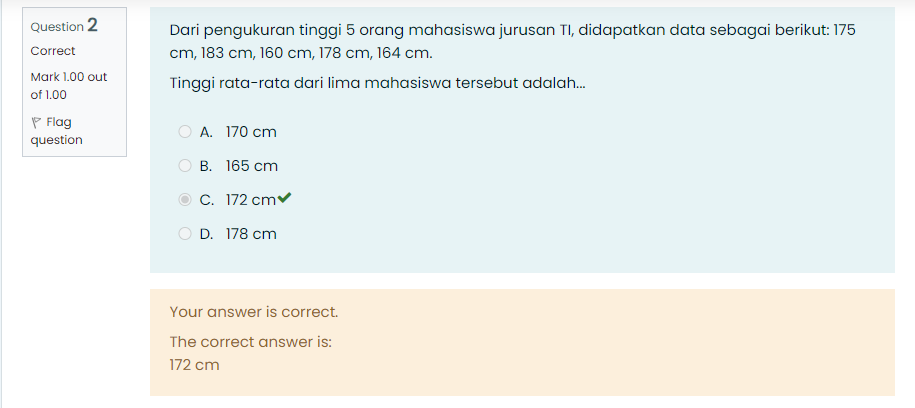 Question 2
Correct
Mark 1.00 out
of 1.00
Flag
question
Dari pengukuran tinggi 5 orang mahasiswa jurusan TI, didapatkan data sebagai berikut: 175
cm, 183 cm, 160 cm, 178 cm, 164 cm.
Tinggi rata-rata dari lima mahasiswa tersebut adalah...
A. 170 cm
B. 165 cm
C. 172 cm
D. 178 cm
Your answer is correct.
The correct answer is:
172 cm